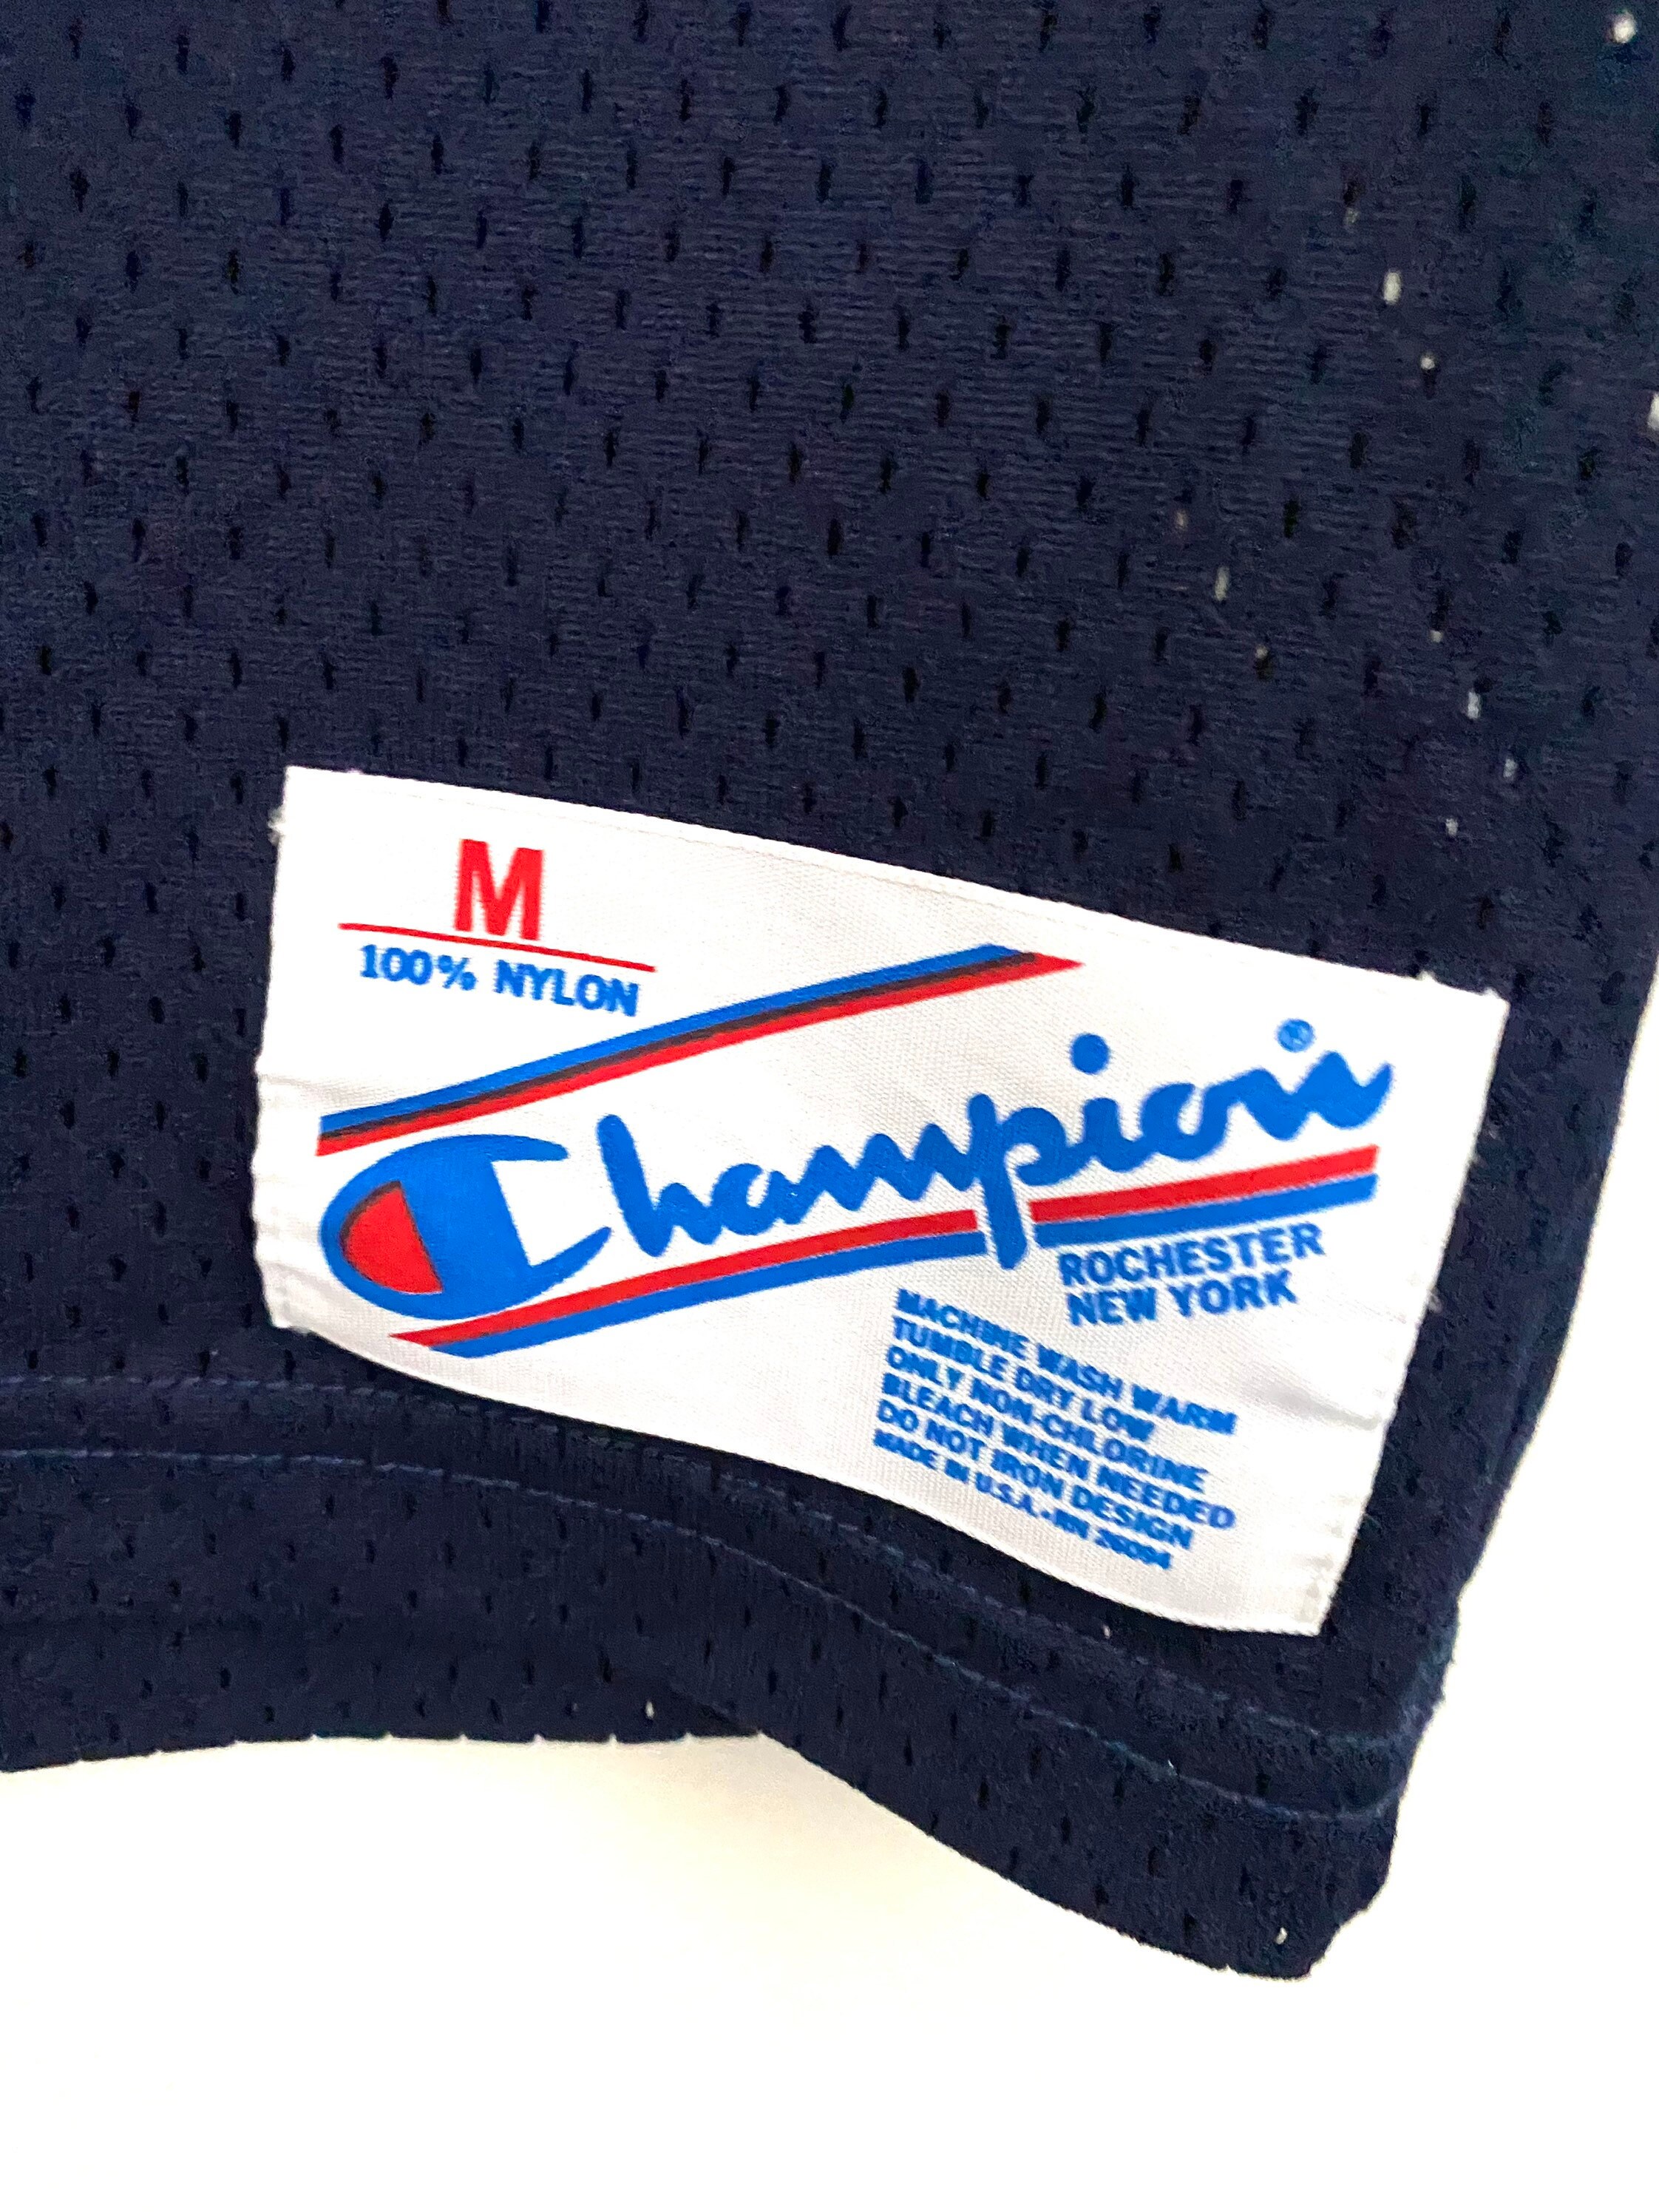 M
100% NYLON
Champion®
ROCHESTER
NEW YORK
MACHINE WASH WARM
TUMBLE DRY LOW
ONLY NON-CHLORINE
BLEACH WHEN NEEDED
DO NOT IRON DESIGN
MADE IN U.S.A.•RN 26094